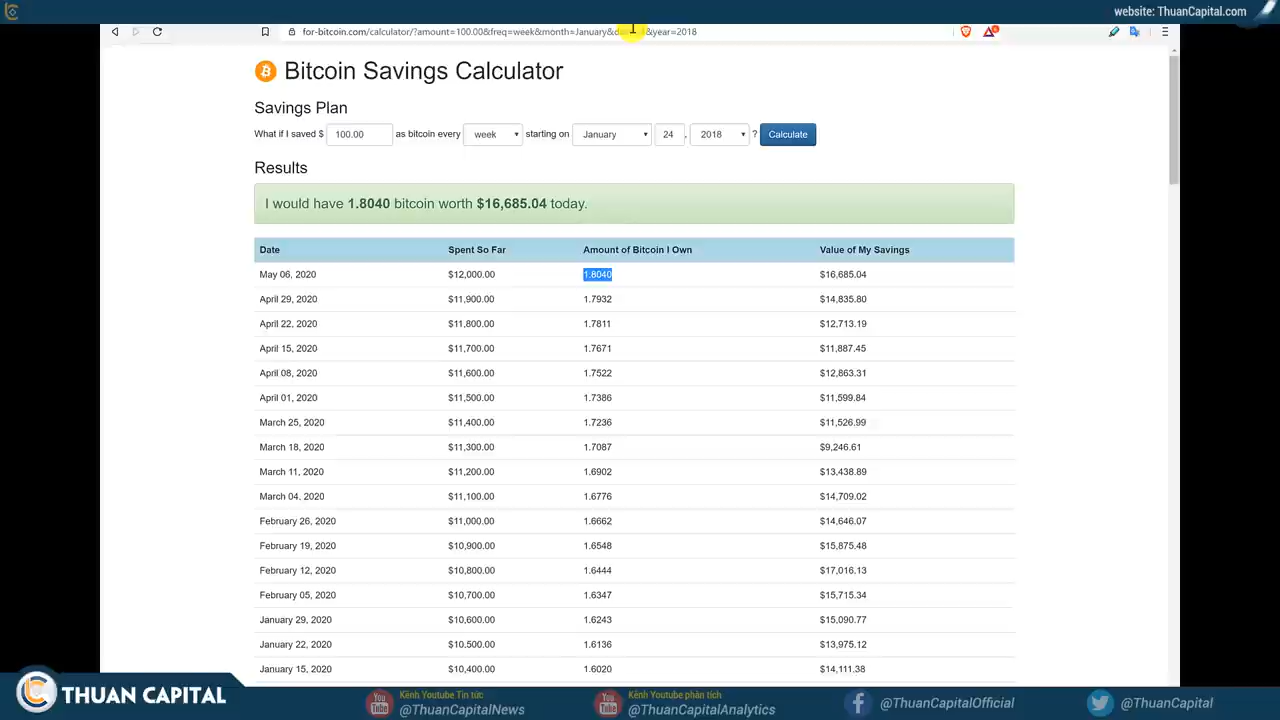 website: ThuanCapital.com
for-bitcoin.com/calculator/?amount=100.00&freq=week&month=January&day=24&year=2018
Bitcoin Savings Calculator
Savings Plan
What if I saved $ 100.00 as bitcoin every week starting on January 24 , 2018 ? Calculate
Results
I would have 1.8040 bitcoin worth $16,685.04 today.
Date Spent So Far Amount of Bitcoin I Own Value of My Savings
May 06, 2020 $12,000.00 1.8040 $16,685.04
April 29, 2020 $11,900.00 1.7932 $14,835.80
April 22, 2020 $11,800.00 1.7811 $12,713.19
April 15, 2020 $11,700.00 1.7671 $11,887.45
April 08, 2020 $11,600.00 1.7522 $12,863.31
April 01, 2020 $11,500.00 1.7386 $11,599.84
March 25, 2020 $11,400.00 1.7236 $11,526.99
March 18, 2020 $11,300.00 1.7087 $9,246.61
March 11, 2020 $11,200.00 1.6902 $13,438.89
March 04, 2020 $11,100.00 1.6776 $14,709.02
February 26, 2020 $11,000.00 1.6662 $14,646.07
February 19, 2020 $10,900.00 1.6548 $15,875.48
February 12, 2020 $10,800.00 1.6444 $17,016.13
February 05, 2020 $10,700.00 1.6347 $15,715.34
January 29, 2020 $10,600.00 1.6243 $15,090.77
January 22, 2020 $10,500.00 1.6136 $13,975.12
January 15, 2020 $10,400.00 1.6020 $14,111.38
THUAN CAPITAL
Kênh Youtube Tin tức:
@ThuanCapitalNews
Kênh Youtube phân tích
@ThuanCapitalAnalytics
@ThuanCapitalOfficial
@ThuanCapital